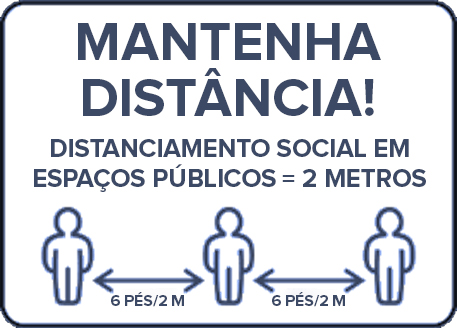 MANTENHA
DISTÂNCIA!
DISTANCIAMENTO SOCIAL EM
ESPAÇOS PÚBLICOS = 2 METROS
6 PÉS/2 M 6 PÉS/2 M